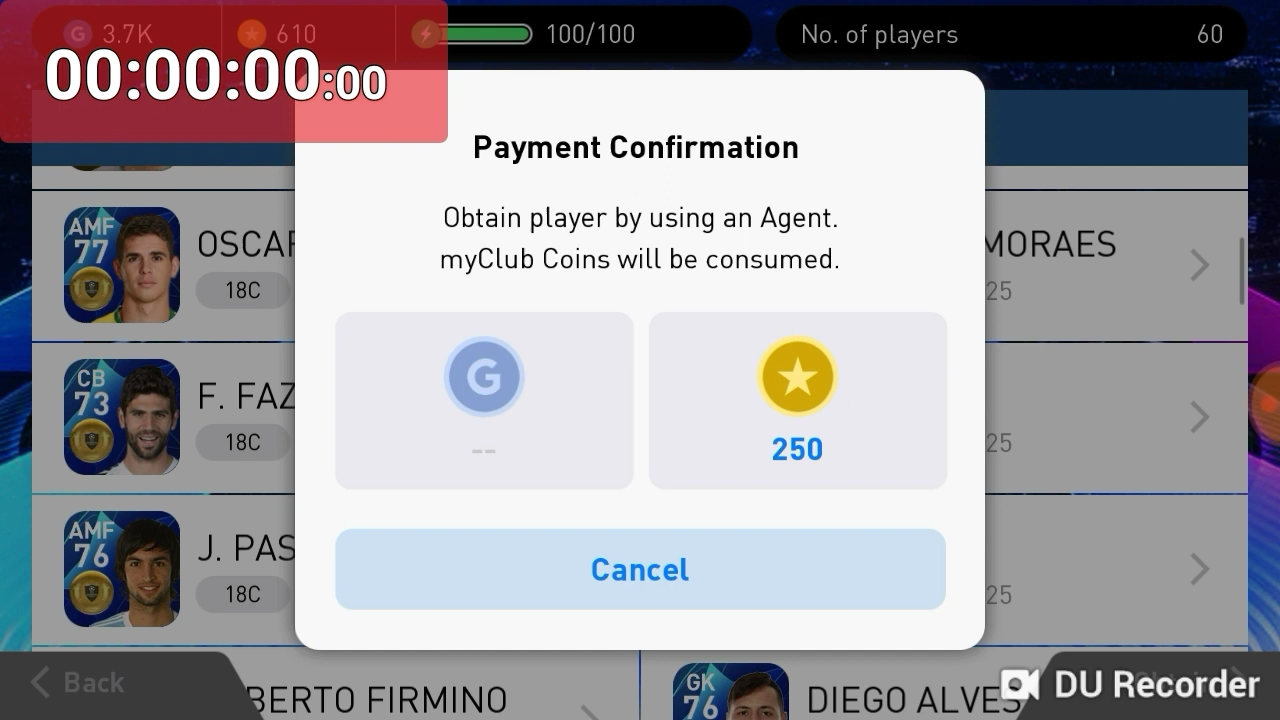 G 3.7K 610 100/100 No. of players 60
00:00:00:00
Payment Confirmation
Obtain player by using an Agent.
myClub Coins will be consumed.
AMF
77
OSCAR
18C
MORAES
25
CB
73
F. FAZ
18C
25
G
--
250
AMF
76
J. PAS
18C
25
Cancel
Back
BERTO FIRMINO
GK
76
DIEGO ALVES
DU Recorder